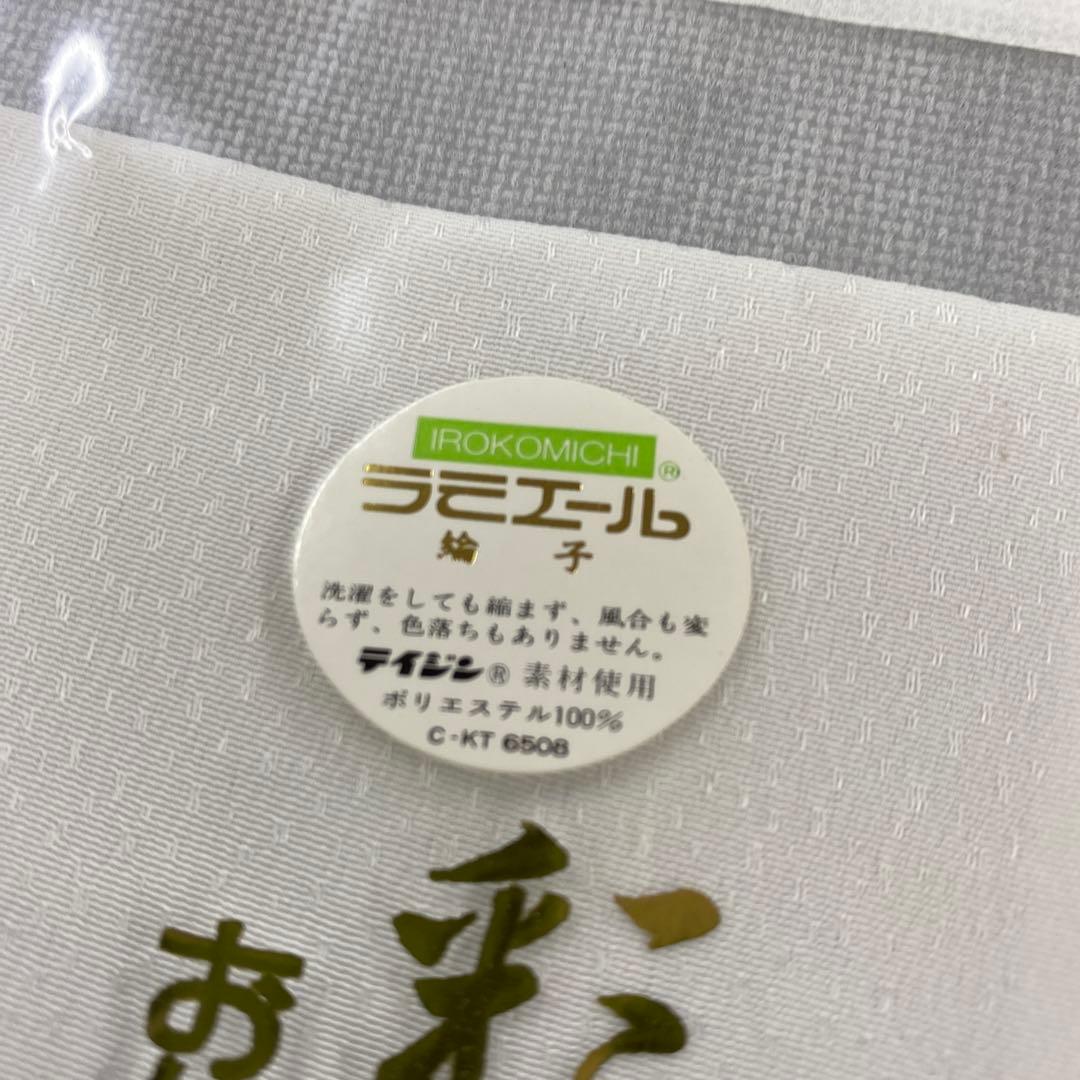 IROKOMICHI
®
ラミエール
綸子
洗濯をしても縮まず、風合も変
らず、色落ちもありません。
テイジン® 素材使用
ポリエステル100%
C-KT 6508
彩
お